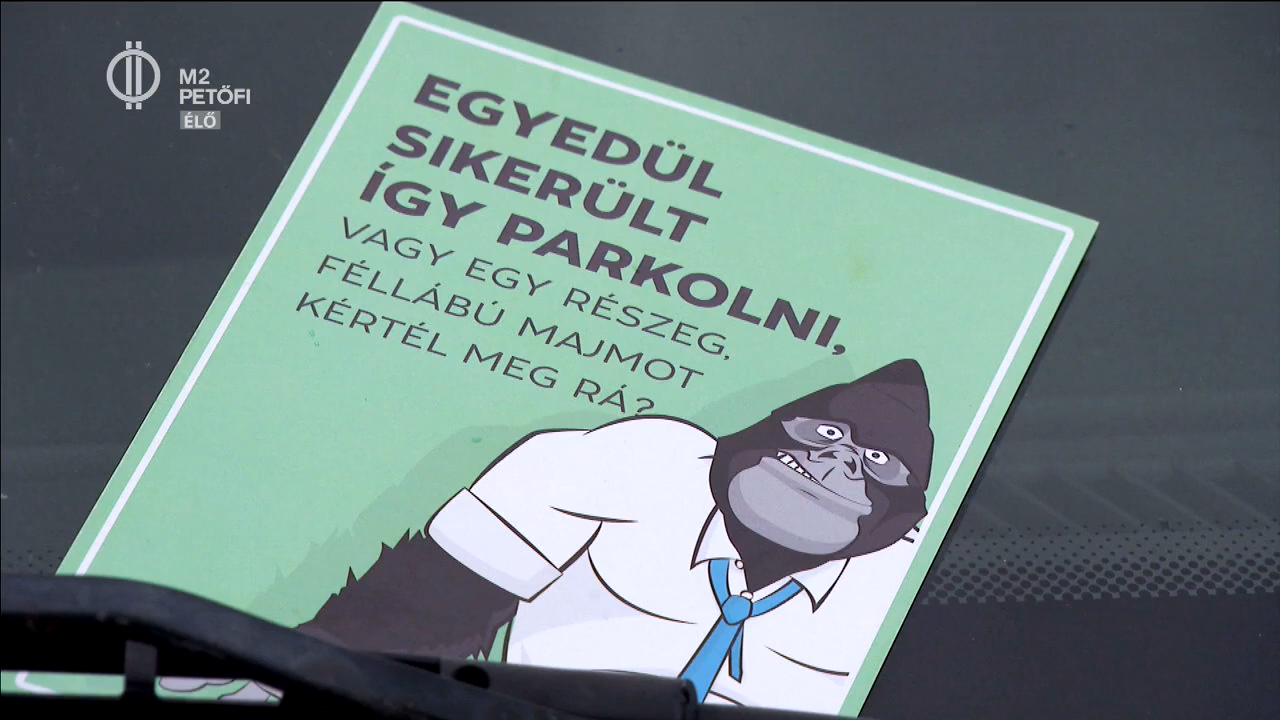 M2
PETŐFI
ÉLŐ
EGYEDÜL
SIKERÜLT
ÍGY PARKOLNI,
VAGY EGY RÉSZEG,
FÉLLÁBÚ MAJMOT
KÉRTÉL MEG RÁ?